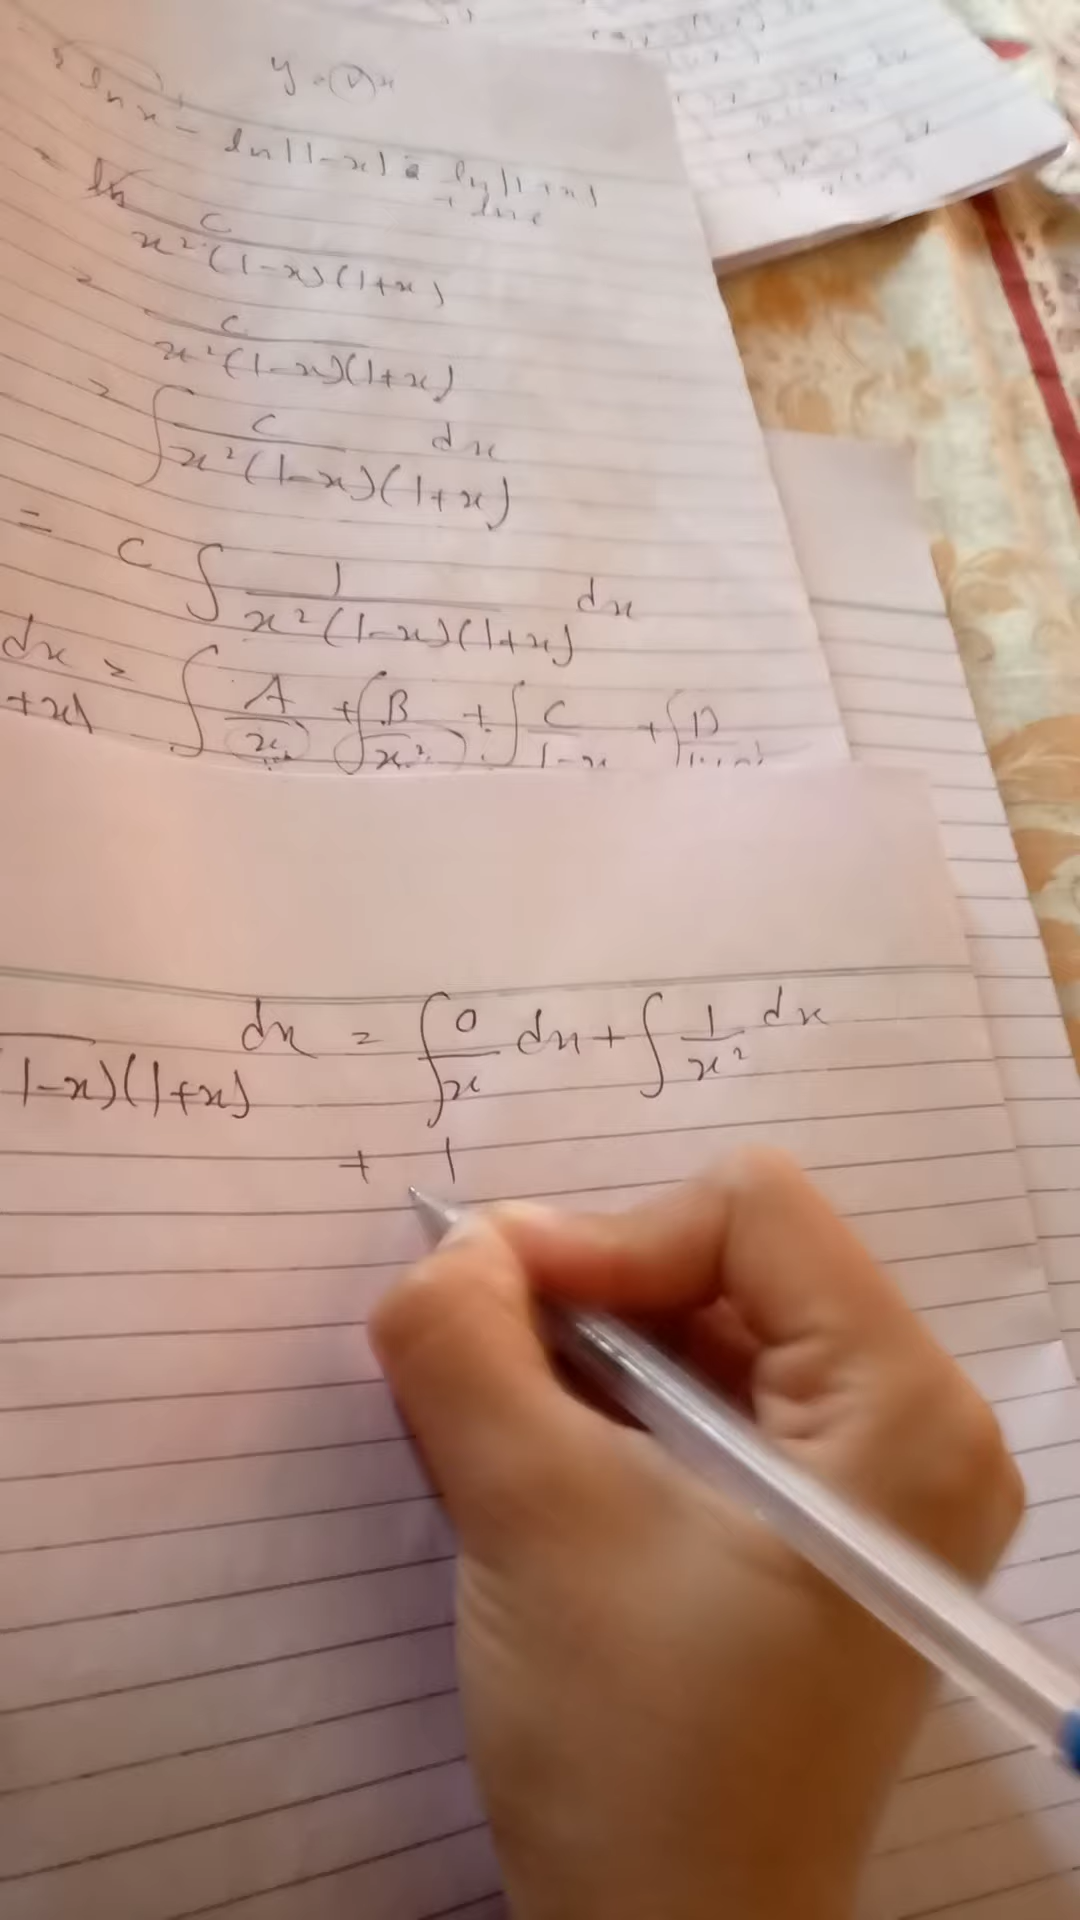 y = (v)x
ln x - ln|1-x| - ln|1+x|
+ ln c
= ln c / x²(1-x)(1+x)
= c / x²(1-x)(1+x)
= ∫ c / x²(1-x)(1+x) dx
= c ∫ 1 / x²(1-x)(1+x) dx
dx / +x) = ∫ A/x + ∫ B/x² + ∫ C/1-x + ∫ D
1-x)(1+x) dx = ∫ 0/x dx + ∫ 1/x² dx
+ 1